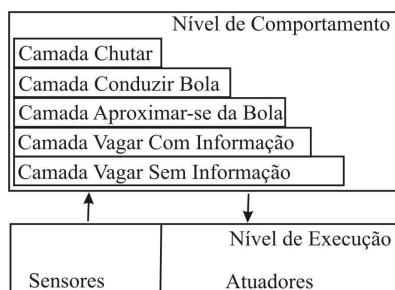 Nível de Comportamento
Camada Chutar
Camada Conduzir Bola
Camada Aproximar-se da Bola
Camada Vagar Com Informação
Camada Vagar Sem Informação
Nível de Execução
Sensores
Atuadores